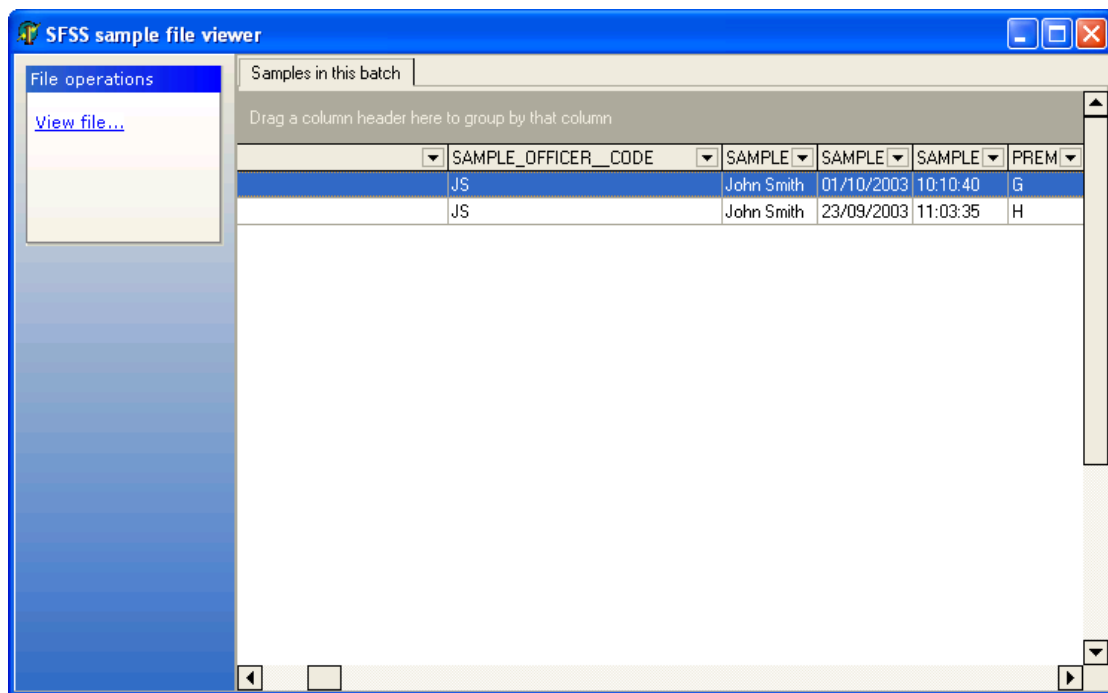 SFSS sample file viewer
File operations
View file...
Samples in this batch
Drag a column header here to group by that column
SAMPLE_OFFICER__CODE SAMPLE SAMPLE SAMPLE PREM
JS John Smith 01/10/2003 10:10:40 G
JS John Smith 23/09/2003 11:03:35 H